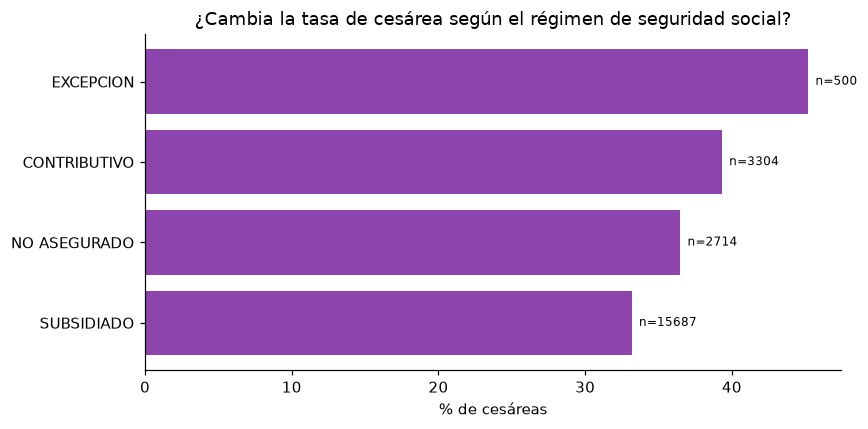 ¿Cambia la tasa de cesárea según el régimen de seguridad social?
EXCEPCION
n=500
CONTRIBUTIVO
n=3304
NO ASEGURADO
n=2714
SUBSIDIADO
n=15687
0 10 20 30 40
% de cesáreas